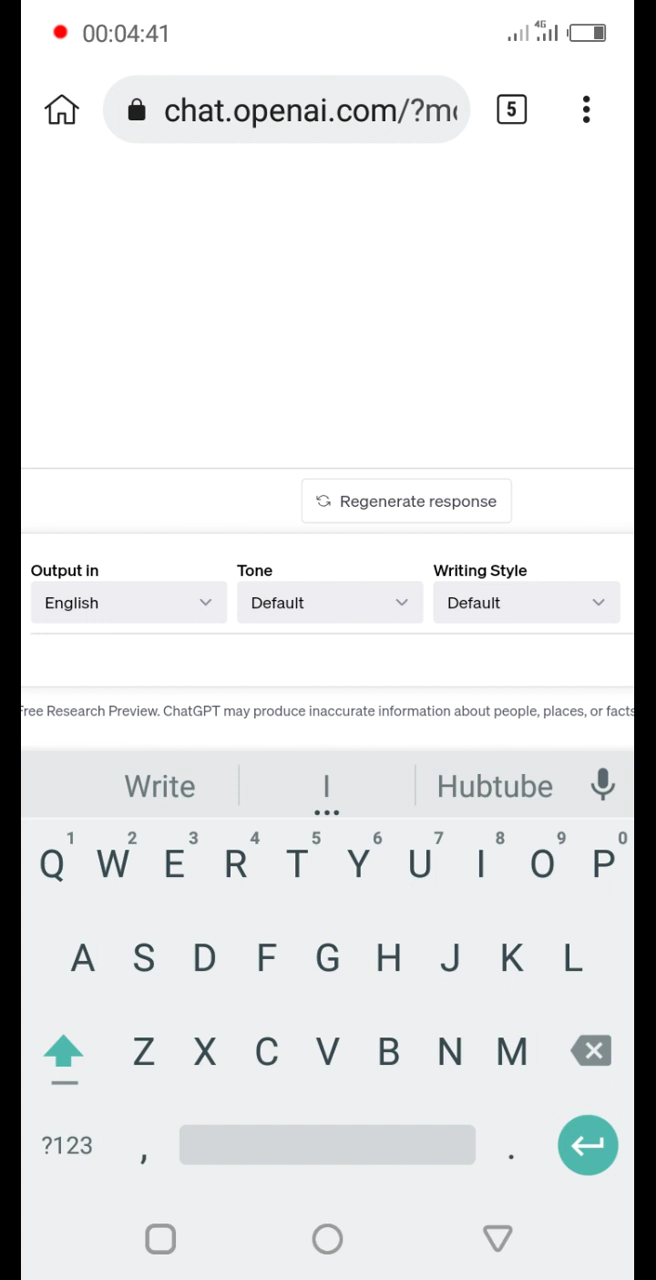 00:04:41
4G
chat.openai.com/?m
5
Regenerate response
Output in Tone Writing Style
English Default Default
ree Research Preview. ChatGPT may produce inaccurate information about people, places, or facts
Write I Hubtube
1 2 3 4 5 6 7 8 9 0
Q W E R T Y U I O P
A S D F G H J K L
Z X C V B N M
?123 , .